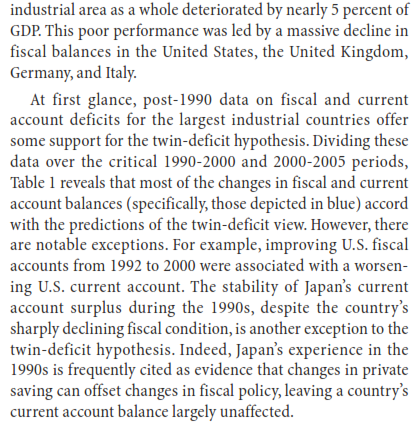 industrial area as a whole deteriorated by nearly 5 percent of
GDP. This poor performance was led by a massive decline in
fiscal balances in the United States, the United Kingdom,
Germany, and Italy.
At first glance, post-1990 data on fiscal and current
account deficits for the largest industrial countries offer
some support for the twin-deficit hypothesis. Dividing these
data over the critical 1990-2000 and 2000-2005 periods,
Table 1 reveals that most of the changes in fiscal and current
account balances (specifically, those depicted in blue) accord
with the predictions of the twin-deficit view. However, there
are notable exceptions. For example, improving U.S. fiscal
accounts from 1992 to 2000 were associated with a worsen-
ing U.S. current account. The stability of Japan's current
account surplus during the 1990s, despite the country's
sharply declining fiscal condition, is another exception to the
twin-deficit hypothesis. Indeed, Japan's experience in the
1990s is frequently cited as evidence that changes in private
saving can offset changes in fiscal policy, leaving a country's
current account balance largely unaffected.